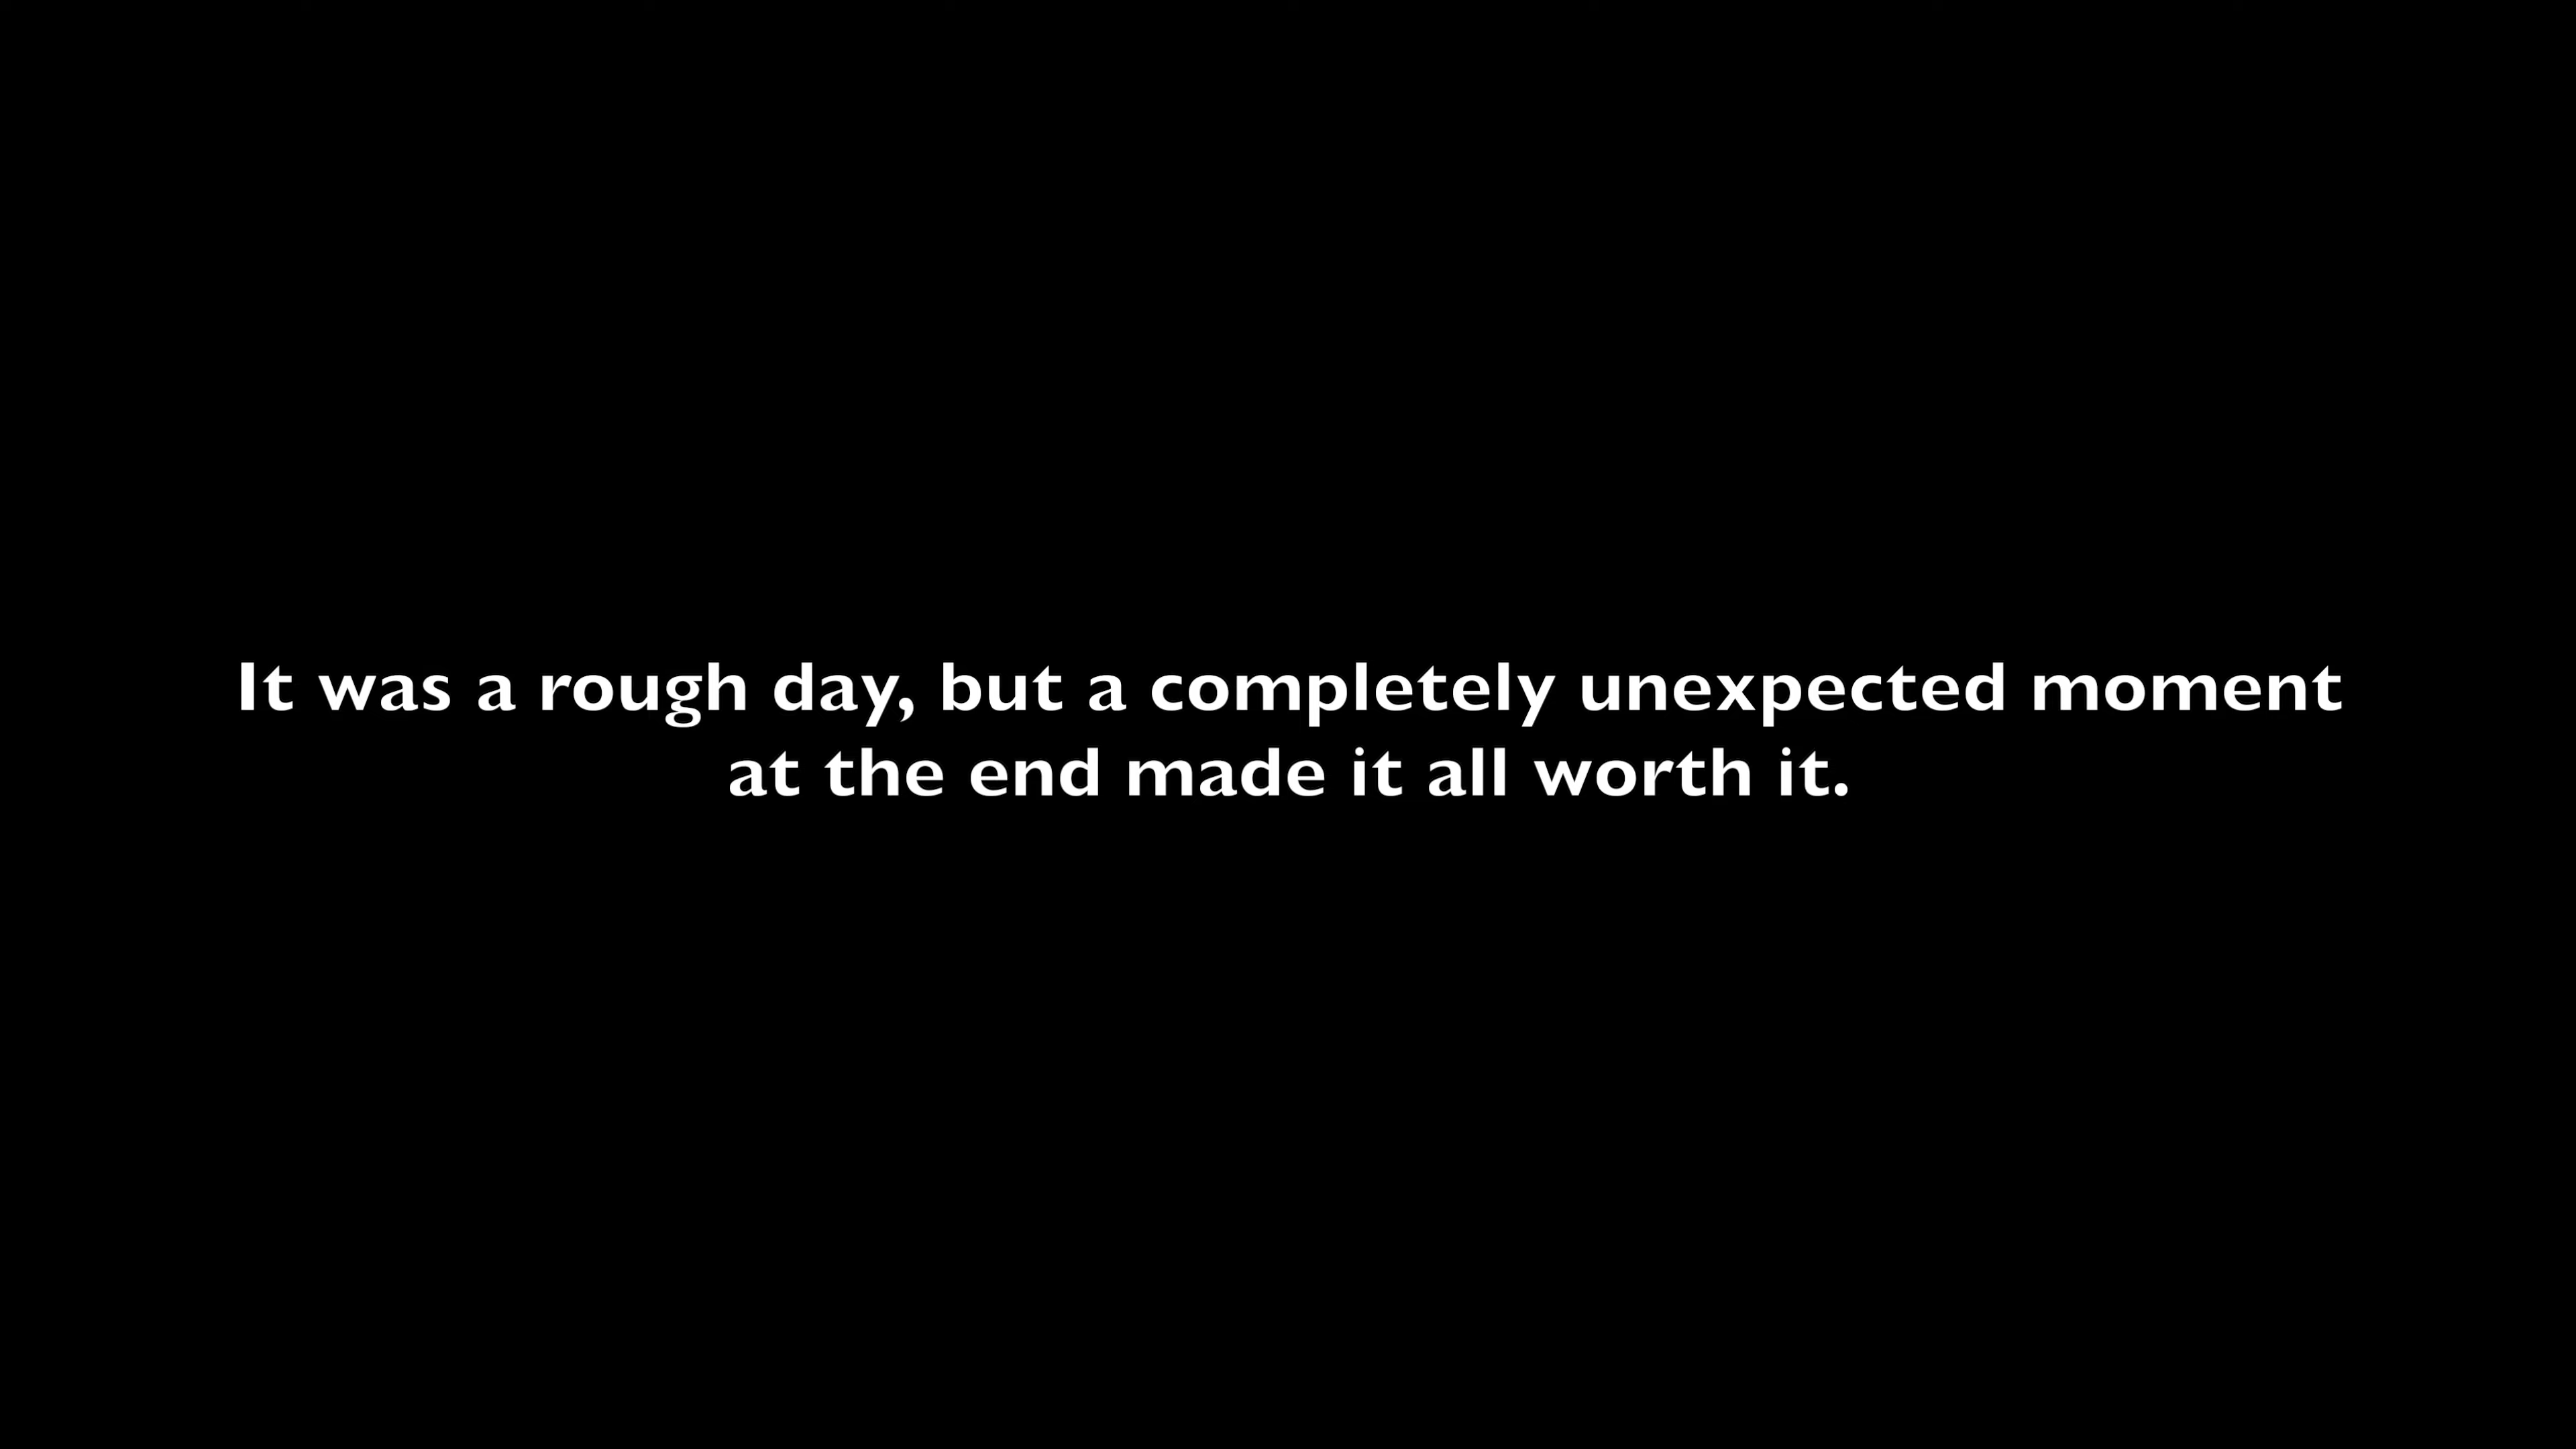 It was a rough day, but a completely unexpected moment
at the end made it all worth it.